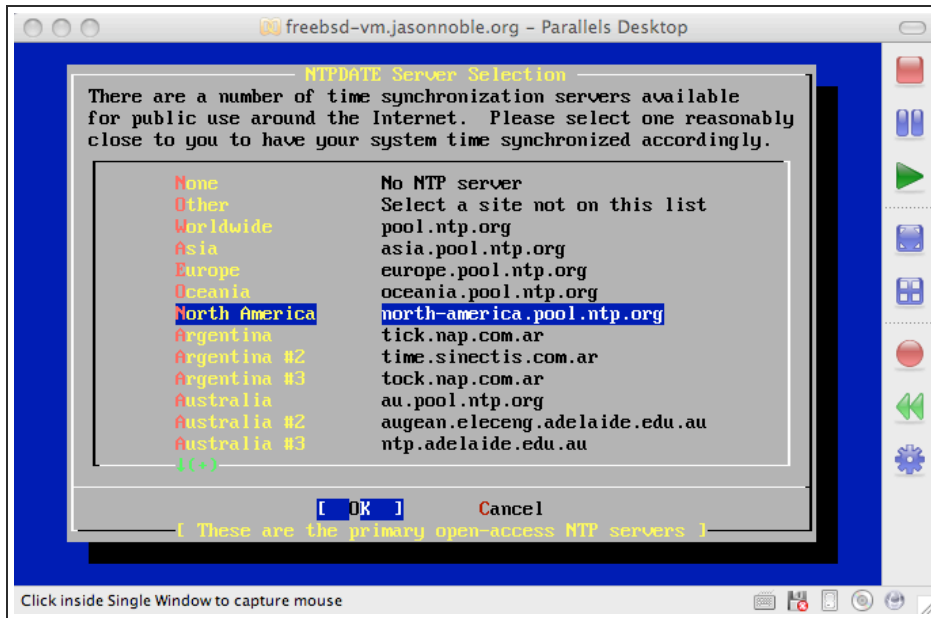 freebsd-vm.jasonnoble.org – Parallels Desktop
NTPDATE Server Selection
There are a number of time synchronization servers available
for public use around the Internet.  Please select one reasonably
close to you to have your system time synchronized accordingly.
None No NTP server
Other Select a site not on this list
Worldwide pool.ntp.org
Asia asia.pool.ntp.org
Europe europe.pool.ntp.org
Oceania oceania.pool.ntp.org
North America north-america.pool.ntp.org
Argentina tick.nap.com.ar
Argentina #2 time.sinectis.com.ar
Argentina #3 tock.nap.com.ar
Australia au.pool.ntp.org
Australia #2 augean.eleceng.adelaide.edu.au
Australia #3 ntp.adelaide.edu.au
↓(+)
[ OK ] Cancel
[ These are the primary open-access NTP servers ]
Click inside Single Window to capture mouse